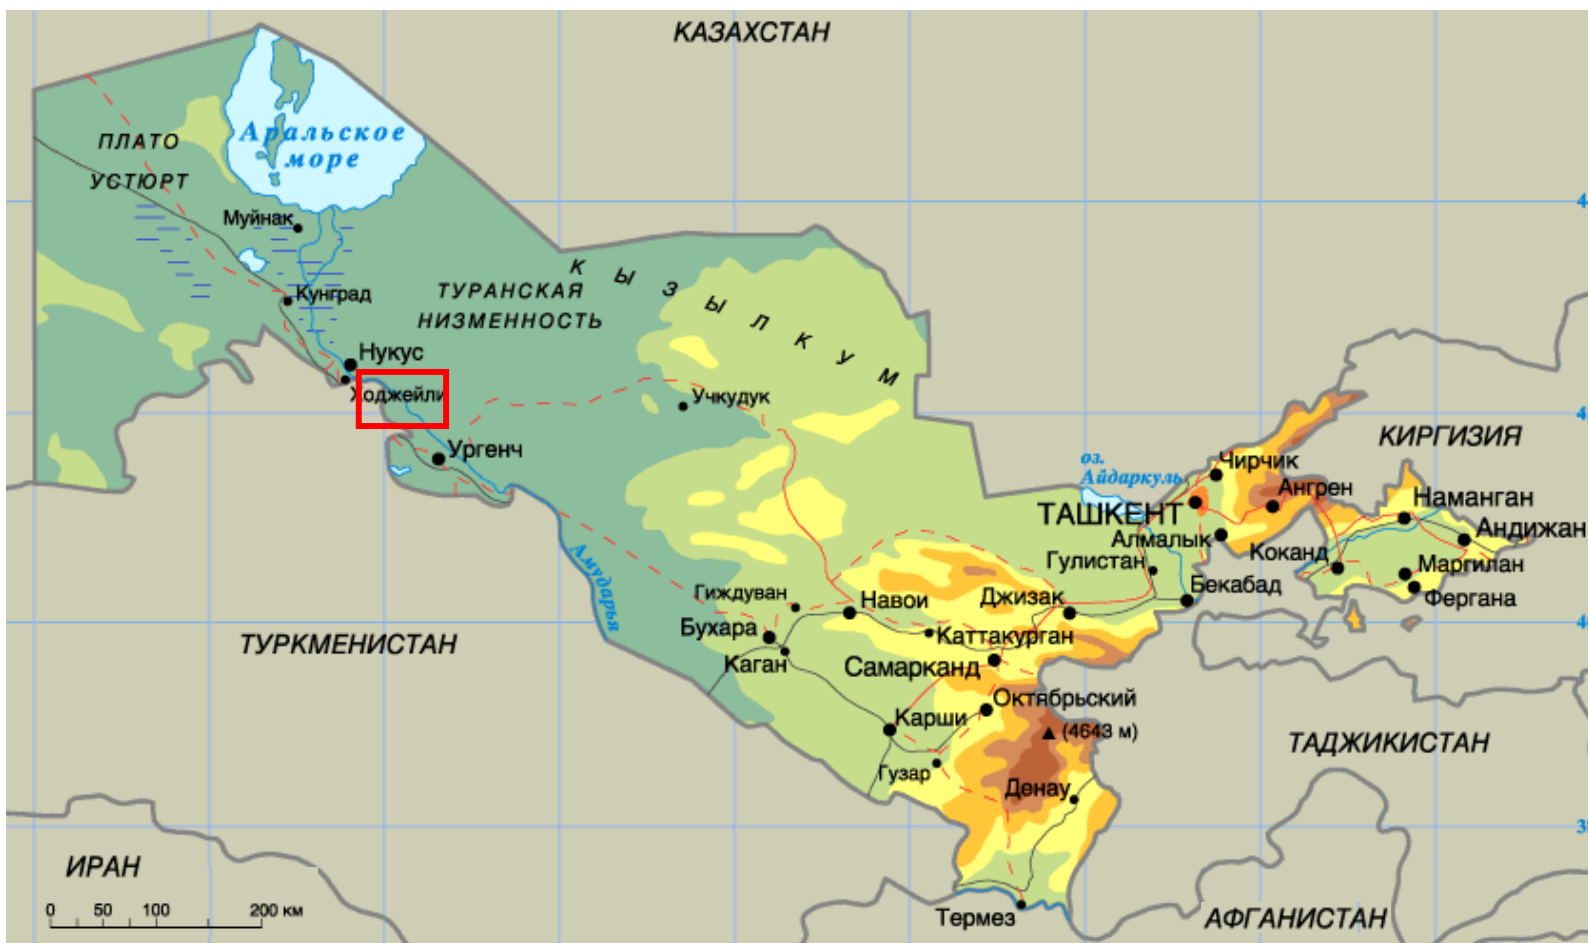 КАЗАХСТАН
Аральское
море
ПЛАТО
УСТЮРТ
Муйнак
44
К Ы З Ы Л К У М
ТУРАНСКАЯ
НИЗМЕННОСТЬ
Кунград
Нукус
Ходжейли
Учкудук
Ургенч
КИРГИЗИЯ
оз.
Айдаркуль
Чирчик
Ангрен
Наманган
ТАШКЕНТ
Алмалык
Андижан
Коканд
Гулистан
Маргилан
Бекабад
Фергана
Амударья
Гиждуван
Навои
Джизак
Бухара
Каттакурган
Каган
Самарканд
ТУРКМЕНИСТАН
Октябрьский
Карши
(4643 м)
ТАДЖИКИСТАН
Гузар
Денау
ИРАН
0 50 100 200 км
Термез
АФГАНИСТАН